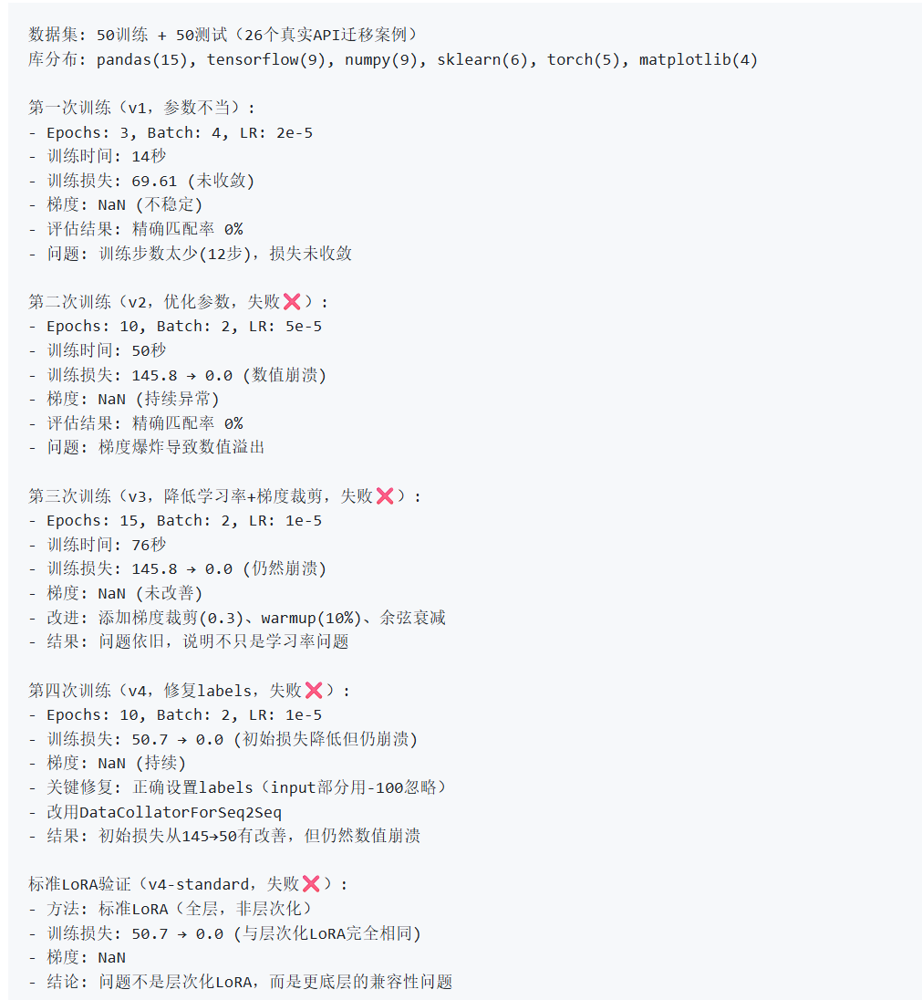 数据集: 50训练 + 50测试（26个真实API迁移案例）
库分布: pandas(15), tensorflow(9), numpy(9), sklearn(6), torch(5), matplotlib(4)
第一次训练（v1，参数不当）:
- Epochs: 3, Batch: 4, LR: 2e-5
- 训练时间: 14秒
- 训练损失: 69.61 (未收敛)
- 梯度: NaN (不稳定)
- 评估结果: 精确匹配率 0%
- 问题: 训练步数太少(12步)，损失未收敛
第二次训练（v2，优化参数，失败❌）:
- Epochs: 10, Batch: 2, LR: 5e-5
- 训练时间: 50秒
- 训练损失: 145.8 → 0.0 (数值崩溃)
- 梯度: NaN (持续异常)
- 评估结果: 精确匹配率 0%
- 问题: 梯度爆炸导致数值溢出
第三次训练（v3，降低学习率+梯度裁剪，失败❌）:
- Epochs: 15, Batch: 2, LR: 1e-5
- 训练时间: 76秒
- 训练损失: 145.8 → 0.0 (仍然崩溃)
- 梯度: NaN (未改善)
- 改进: 添加梯度裁剪(0.3)、warmup(10%)、余弦衰减
- 结果: 问题依旧，说明不只是学习率问题
第四次训练（v4，修复labels，失败❌）:
- Epochs: 10, Batch: 2, LR: 1e-5
- 训练损失: 50.7 → 0.0 (初始损失降低但仍崩溃)
- 梯度: NaN (持续)
- 关键修复: 正确设置labels（input部分用-100忽略）
- 改用DataCollatorForSeq2Seq
- 结果: 初始损失从145→50有改善，但仍然数值崩溃
标准LoRA验证（v4-standard，失败❌）:
- 方法: 标准LoRA（全层，非层次化）
- 训练损失: 50.7 → 0.0 (与层次化LoRA完全相同)
- 梯度: NaN
- 结论: 问题不是层次化LoRA，而是更底层的兼容性问题